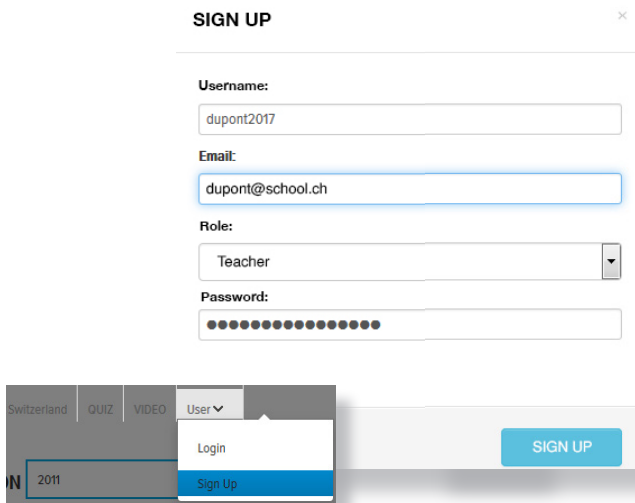 SIGN UP ×
Username:
dupont2017
Email:
dupont@school.ch
Role:
Teacher
Password:
●●●●●●●●●●●●●●●●
Switzerland QUIZ VIDEO User
Login
SIGN UP
ON 2011
Sign Up